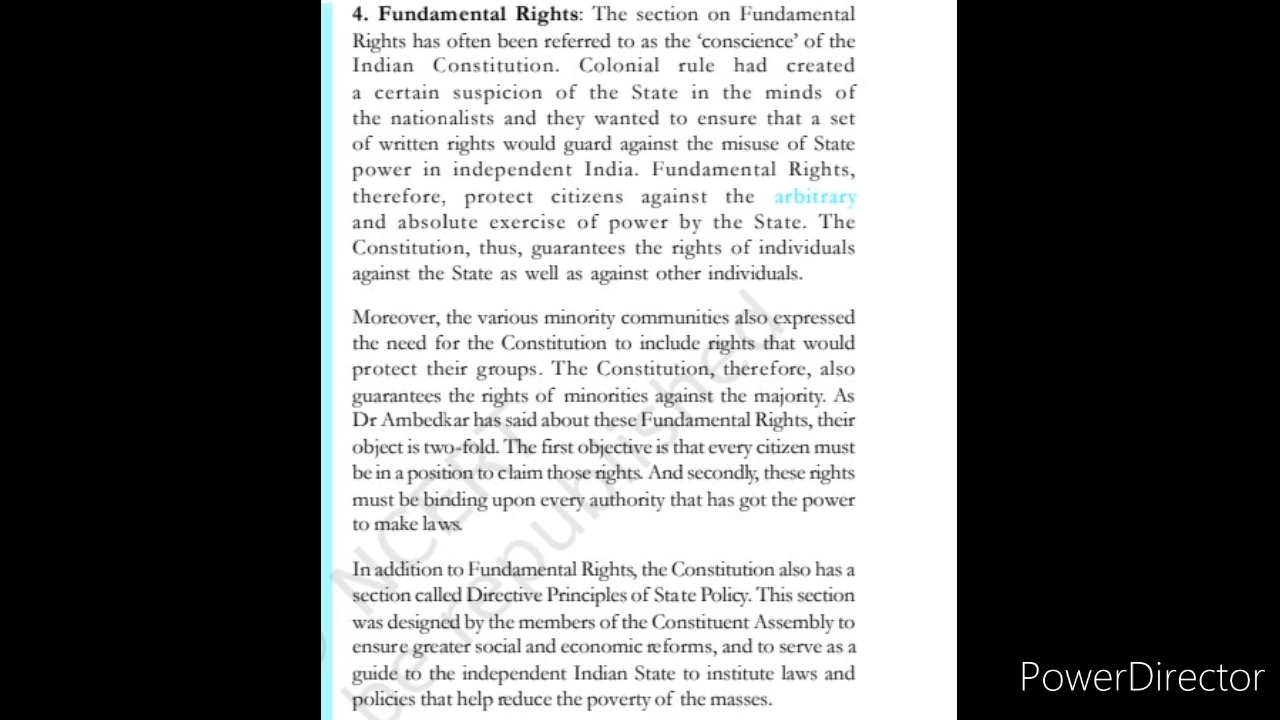 4. Fundamental Rights: The section on Fundamental
Rights has often been referred to as the ‘conscience’ of the
Indian Constitution. Colonial rule had created
a certain suspicion of the State in the minds of
the nationalists and they wanted to ensure that a set
of written rights would guard against the misuse of State
power in independent India. Fundamental Rights,
therefore, protect citizens against the arbitrary
and absolute exercise of power by the State. The
Constitution, thus, guarantees the rights of individuals
against the State as well as against other individuals.
Moreover, the various minority communities also expressed
the need for the Constitution to include rights that would
protect their groups. The Constitution, therefore, also
guarantees the rights of minorities against the majority. As
Dr Ambedkar has said about these Fundamental Rights, their
object is two-fold. The first objective is that every citizen must
be in a position to claim those rights. And secondly, these rights
must be binding upon every authority that has got the power
to make laws.
In addition to Fundamental Rights, the Constitution also has a
section called Directive Principles of State Policy. This section
was designed by the members of the Constituent Assembly to
ensure greater social and economic reforms, and to serve as a
guide to the independent Indian State to institute laws and
policies that help reduce the poverty of the masses.
NCERT
be republished
PowerDirector